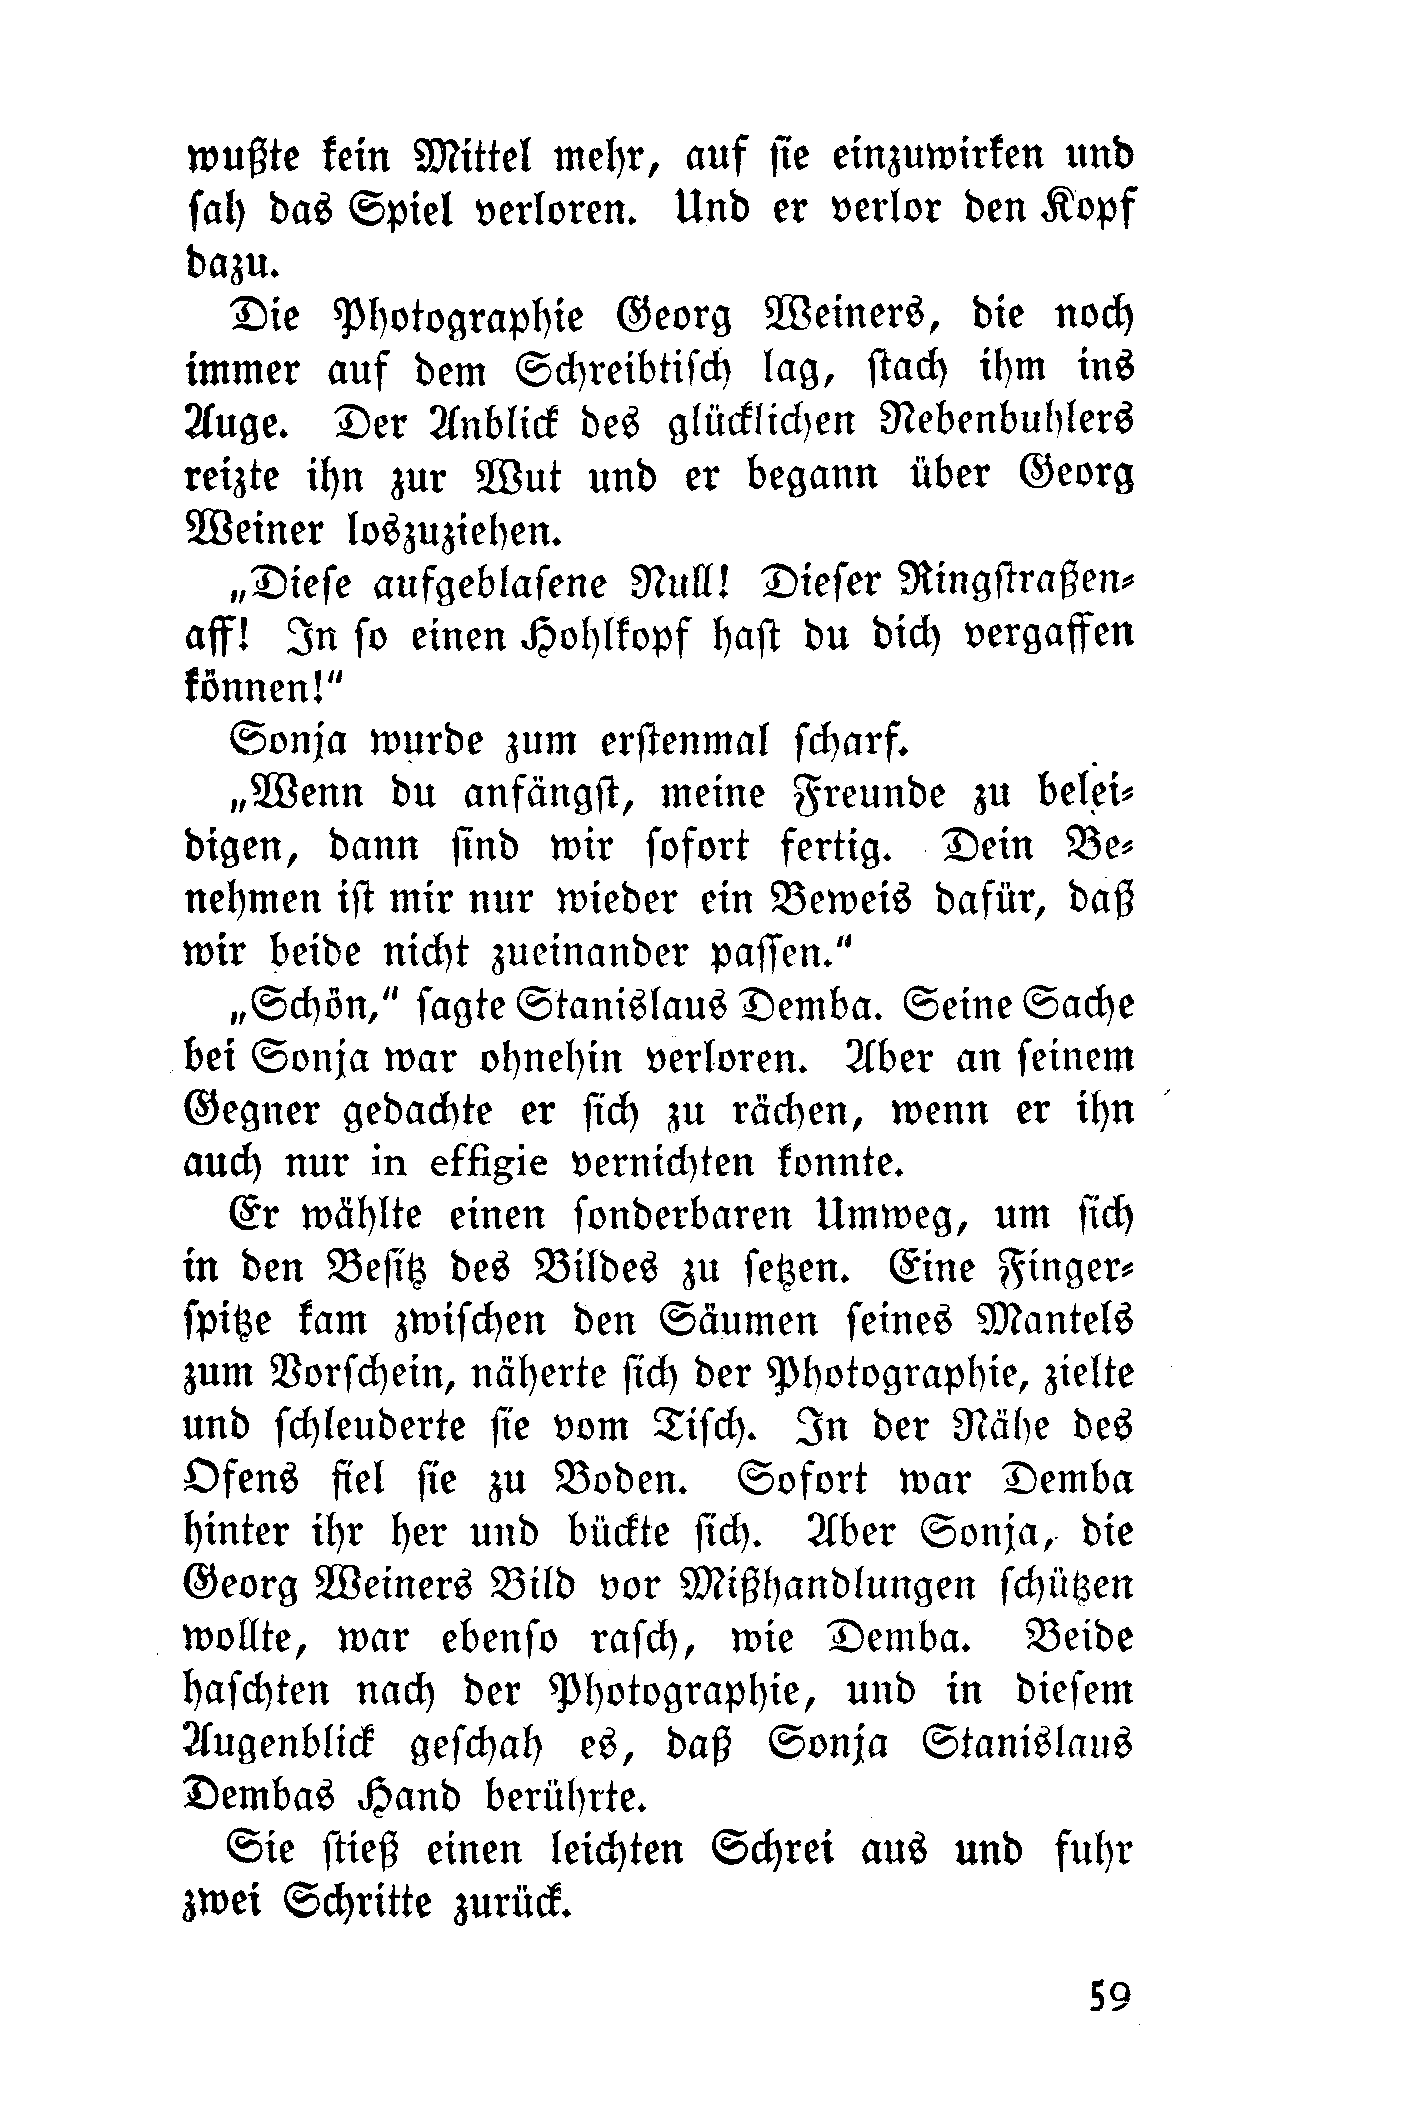 wußte kein Mittel mehr, auf sie einzuwirken und
sah das Spiel verloren. Und er verlor den Kopf
dazu.
Die Photographie Georg Weiners, die noch
immer auf dem Schreibtisch lag, stach ihm ins
Auge. Der Anblick des glücklichen Nebenbuhlers
reizte ihn zur Wut und er begann über Georg
Weiner loszuziehen.
„Diese aufgeblasene Null! Dieser Ringstraßen-
aff! In so einen Hohlkopf hast du dich vergaffen
können!“
Sonja wurde zum erstenmal scharf.
„Wenn du anfängst, meine Freunde zu belei-
digen, dann sind wir sofort fertig. Dein Be-
nehmen ist mir nur wieder ein Beweis dafür, daß
wir beide nicht zueinander passen.“
„Schön,“ sagte Stanislaus Demba. Seine Sache
bei Sonja war ohnehin verloren. Aber an seinem
Gegner gedachte er sich zu rächen, wenn er ihn
auch nur in effigie vernichten konnte.
Er wählte einen sonderbaren Umweg, um sich
in den Besitz des Bildes zu setzen. Eine Finger-
spitze kam zwischen den Säumen seines Mantels
zum Vorschein, näherte sich der Photographie, zielte
und schleuderte sie vom Tisch. In der Nähe des
Ofens fiel sie zu Boden. Sofort war Demba
hinter ihr her und bückte sich. Aber Sonja, die
Georg Weiners Bild vor Mißhandlungen schützen
wollte, war ebenso rasch, wie Demba. Beide
haschten nach der Photographie, und in diesem
Augenblick geschah es, daß Sonja Stanislaus
Dembas Hand berührte.
Sie stieß einen leichten Schrei aus und fuhr
zwei Schritte zurück.
59